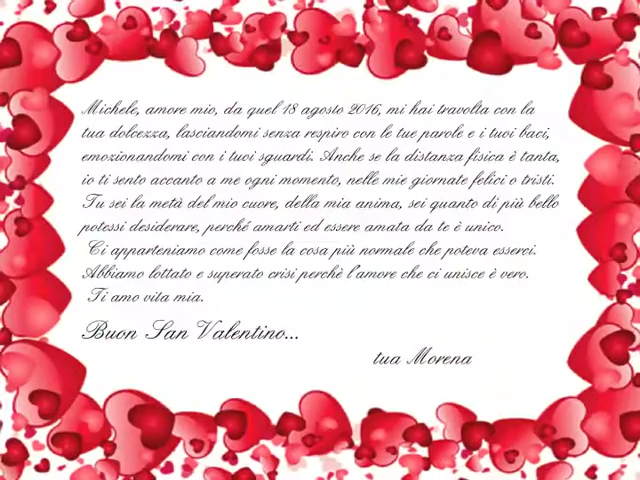 Michele, amore mio, da quel 18 agosto 2016, mi hai travolta con la
tua dolcezza, lasciandomi senza respiro con le tue parole e i tuoi baci,
emozionandomi con i tuoi sguardi. Anche se la distanza fisica è tanta,
io ti sento accanto a me ogni momento, nelle mie giornate felici o tristi.
Tu sei la metà del mio cuore, della mia anima, sei quanto di più bello
potessi desiderare, perché amarti ed essere amata da te è unico.
Ci apparteniamo come fosse la cosa più normale che poteva esserci.
Abbiamo lottato e superato crisi perchè l'amore che ci unisce è vero.
Ti amo vita mia.
Buon San Valentino...
tua Morena